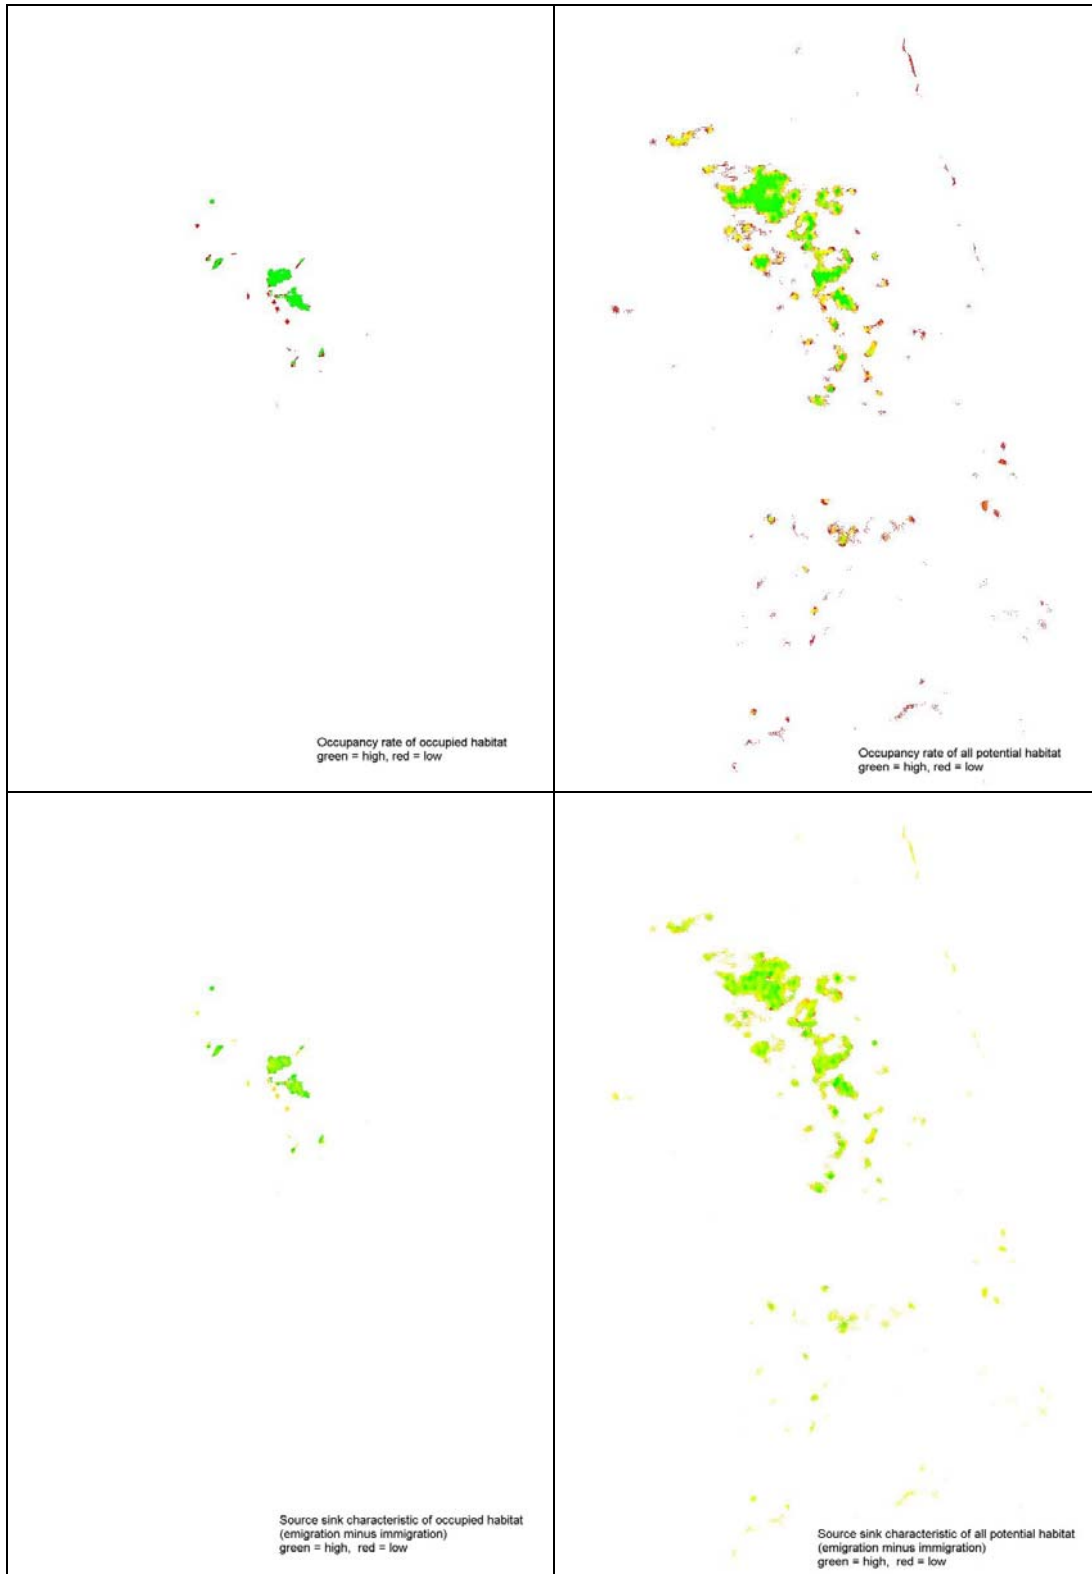 Occupancy rate of occupied habitat
green = high, red = low
Occupancy rate of all potential habitat
green = high, red = low
Source sink characteristic of occupied habitat
(emigration minus immigration)
green = high, red = low
Source sink characteristic of all potential habitat
(emigration minus immigration)
green = high, red = low